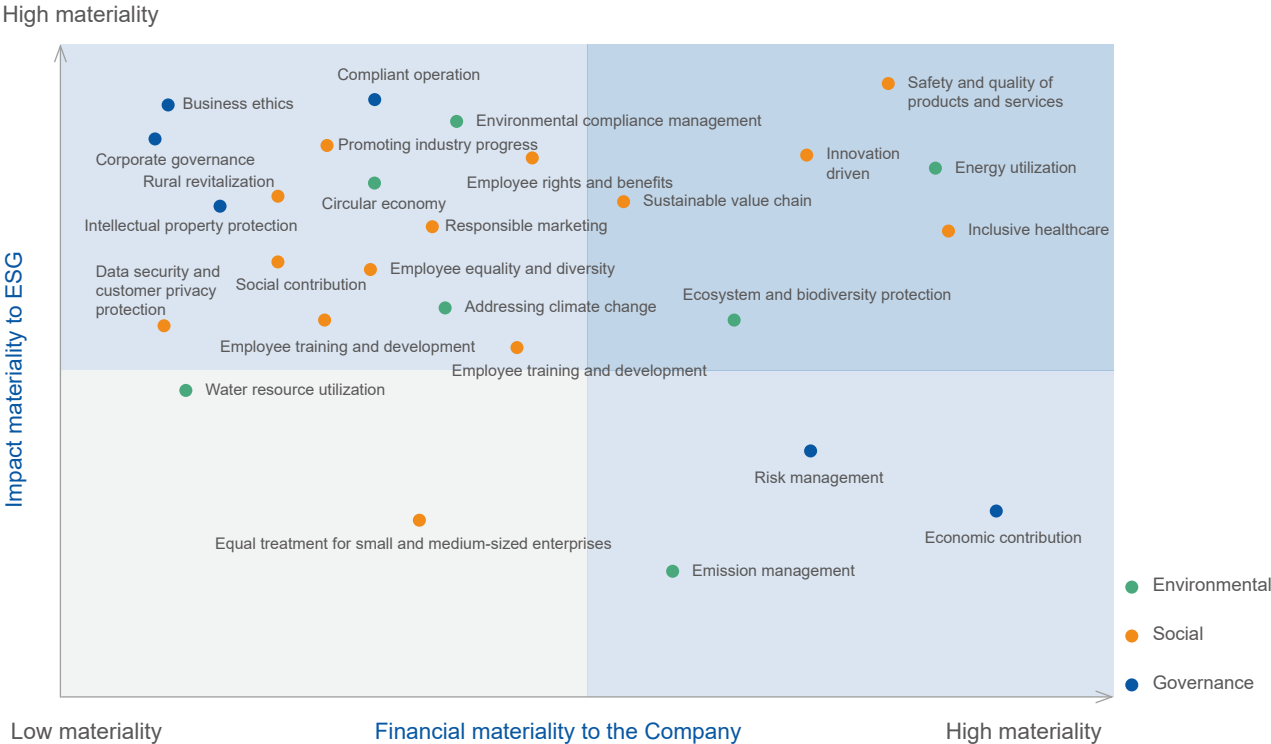 High materiality
Compliant operation
Safety and quality of
products and services
Business ethics
Environmental compliance management
Promoting industry progress
Innovation
driven
Corporate governance
Energy utilization
Rural revitalization
Employee rights and benefits
Circular economy
Sustainable value chain
Intellectual property protection
Responsible marketing
Inclusive healthcare
Data security and
customer privacy
protection
Social contribution
Employee equality and diversity
Ecosystem and biodiversity protection
Addressing climate change
Employee training and development
Employee training and development
Water resource utilization
Impact materiality to ESG
Risk management
Economic contribution
Equal treatment for small and medium-sized enterprises
Emission management
Environmental
Social
Governance
Low materiality
Financial materiality to the Company
High materiality